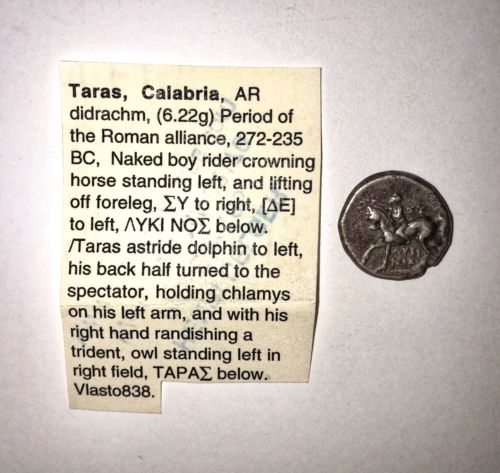 Taras, Calabria, AR
didrachm, (6.22g) Period of
the Roman alliance, 272-235
BC, Naked boy rider crowning
horse standing left, and lifting
off foreleg, ΣΥ to right, [ΔΕ]
to left, ΛΥΚΙ ΝΟΣ below.
/Taras astride dolphin to left,
his back half turned to the
spectator, holding chlamys
on his left arm, and with his
right hand randishing a
trident, owl standing left in
right field, ΤΑΡΑΣ below.
Vlasto838.